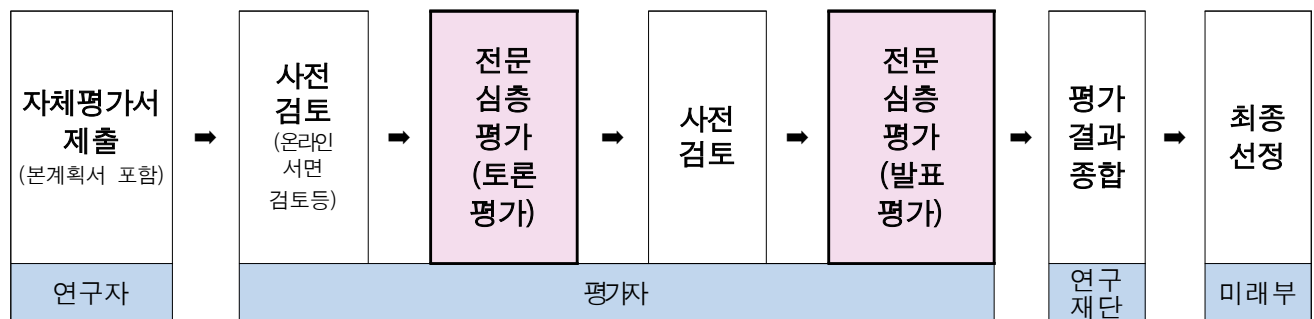 자체평가서
제출
(본계획서 포함)
➡
사전
검토
(온라인
서면
검토등)
➡
전문
심층
평가
(토론
평가)
➡
사전
검토
➡
전문
심층
평가
(발표
평가)
➡
평가
결과
종합
➡
최종
선정
연구자
평가자
연구
재단
미래부